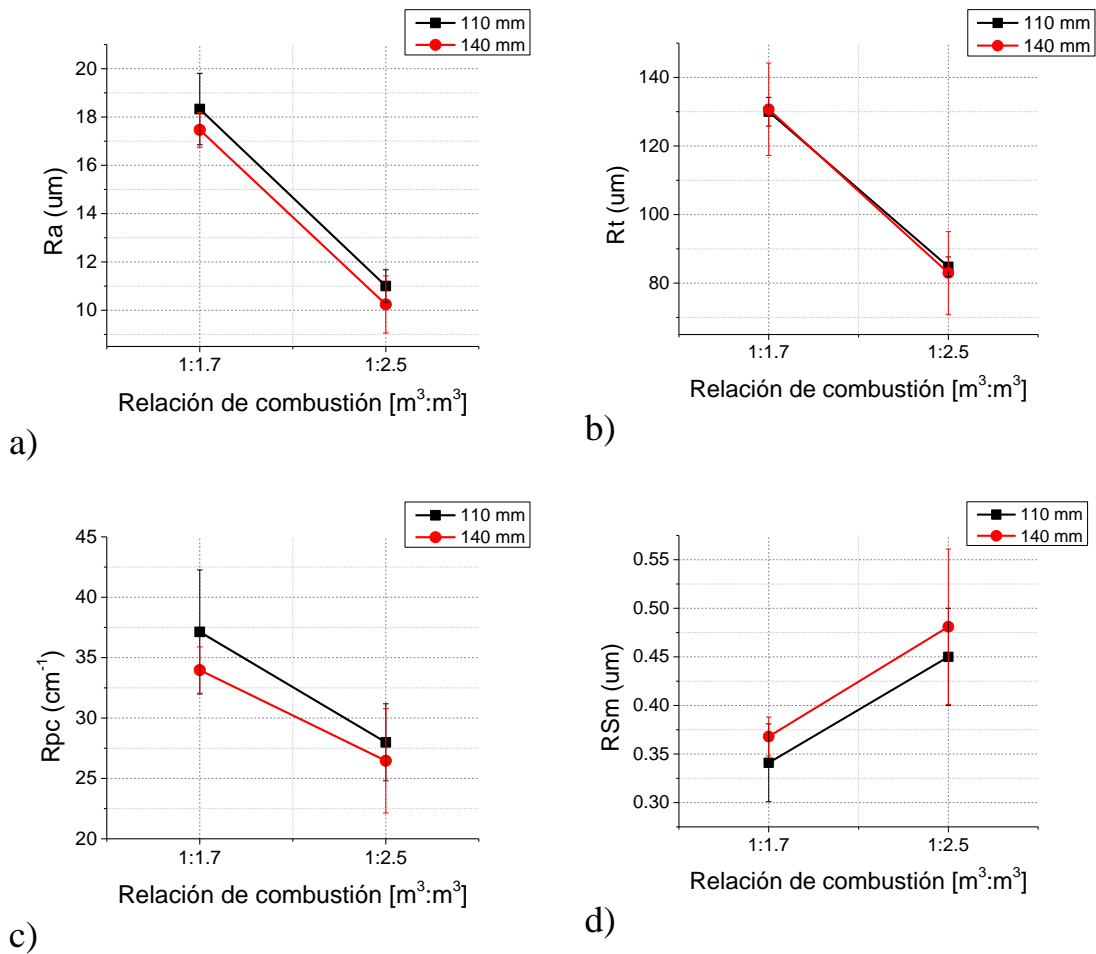 110 mm
140 mm
20
18
16
14
12
10
Ra (um)
1:1.7 1:2.5
Relación de combustión [m³:m³]
a)
110 mm
140 mm
140
120
100
80
Rt (um)
1:1.7 1:2.5
Relación de combustión [m³:m³]
b)
110 mm
140 mm
45
40
35
30
25
20
Rpc (cm⁻¹)
1:1.7 1:2.5
Relación de combustión [m³:m³]
c)
110 mm
140 mm
0.55
0.50
0.45
0.40
0.35
0.30
RSm (um)
1:1.7 1:2.5
Relación de combustión [m³:m³]
d)